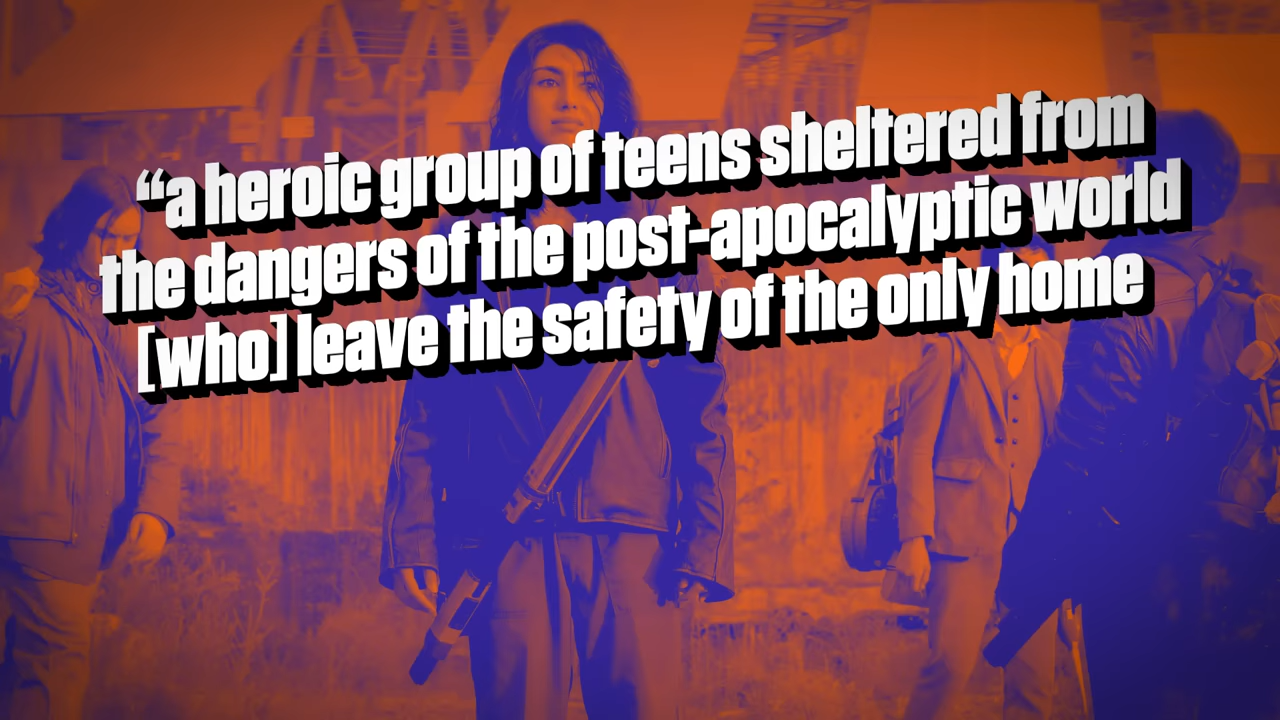 “a heroic group of teens sheltered from
the dangers of the post-apocalyptic world
[who] leave the safety of the only home